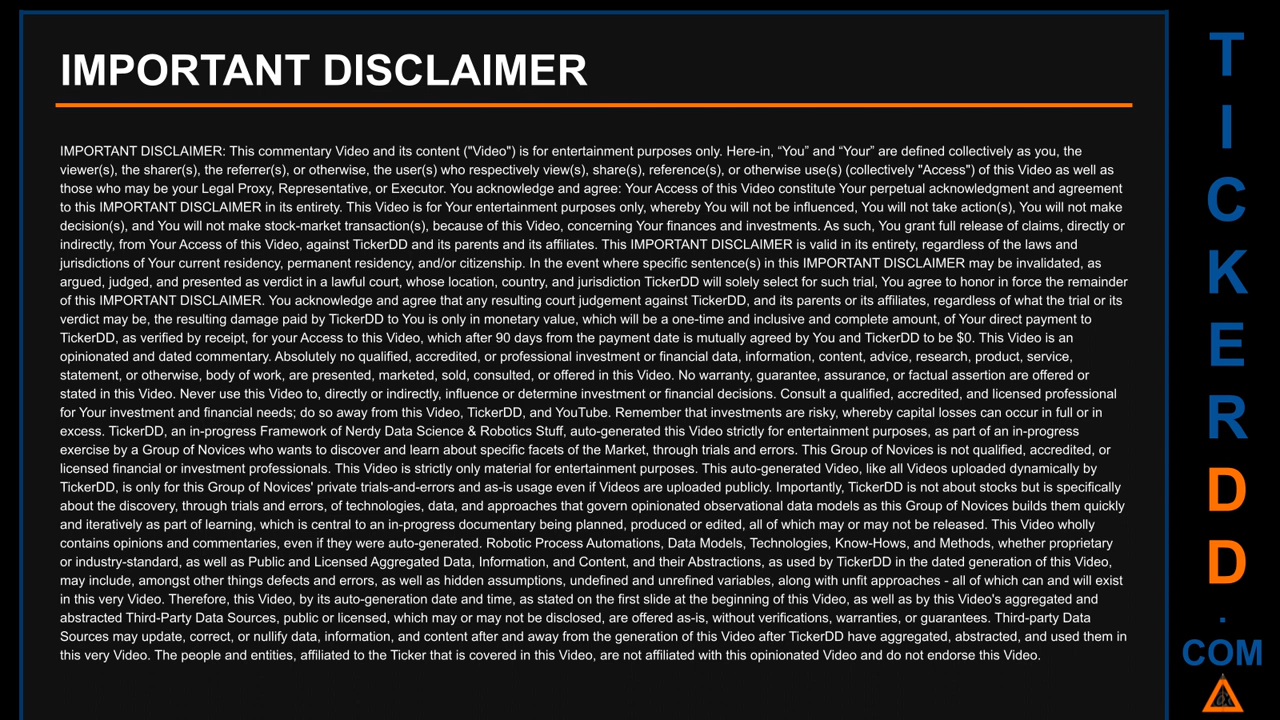 IMPORTANT DISCLAIMER
IMPORTANT DISCLAIMER: This commentary Video and its content ("Video") is for entertainment purposes only. Here-in, “You” and “Your” are defined collectively as you, the
viewer(s), the sharer(s), the referrer(s), or otherwise, the user(s) who respectively view(s), share(s), reference(s), or otherwise use(s) (collectively "Access") of this Video as well as
those who may be your Legal Proxy, Representative, or Executor. You acknowledge and agree: Your Access of this Video constitute Your perpetual acknowledgment and agreement
to this IMPORTANT DISCLAIMER in its entirety. This Video is for Your entertainment purposes only, whereby You will not be influenced, You will not take action(s), You will not make
decision(s), and You will not make stock-market transaction(s), because of this Video, concerning Your finances and investments. As such, You grant full release of claims, directly or
indirectly, from Your Access of this Video, against TickerDD and its parents and its affiliates. This IMPORTANT DISCLAIMER is valid in its entirety, regardless of the laws and
jurisdictions of Your current residency, permanent residency, and/or citizenship. In the event where specific sentence(s) in this IMPORTANT DISCLAIMER may be invalidated, as
argued, judged, and presented as verdict in a lawful court, whose location, country, and jurisdiction TickerDD will solely select for such trial, You agree to honor in force the remainder
of this IMPORTANT DISCLAIMER. You acknowledge and agree that any resulting court judgement against TickerDD, and its parents or its affiliates, regardless of what the trial or its
verdict may be, the resulting damage paid by TickerDD to You is only in monetary value, which will be a one-time and inclusive and complete amount, of Your direct payment to
TickerDD, as verified by receipt, for your Access to this Video, which after 90 days from the payment date is mutually agreed by You and TickerDD to be $0. This Video is an
opinionated and dated commentary. Absolutely no qualified, accredited, or professional investment or financial data, information, content, advice, research, product, service,
statement, or otherwise, body of work, are presented, marketed, sold, consulted, or offered in this Video. No warranty, guarantee, assurance, or factual assertion are offered or
stated in this Video. Never use this Video to, directly or indirectly, influence or determine investment or financial decisions. Consult a qualified, accredited, and licensed professional
for Your investment and financial needs; do so away from this Video, TickerDD, and YouTube. Remember that investments are risky, whereby capital losses can occur in full or in
excess. TickerDD, an in-progress Framework of Nerdy Data Science & Robotics Stuff, auto-generated this Video strictly for entertainment purposes, as part of an in-progress
exercise by a Group of Novices who wants to discover and learn about specific facets of the Market, through trials and errors. This Group of Novices is not qualified, accredited, or
licensed financial or investment professionals. This Video is strictly only material for entertainment purposes. This auto-generated Video, like all Videos uploaded dynamically by
TickerDD, is only for this Group of Novices' private trials-and-errors and as-is usage even if Videos are uploaded publicly. Importantly, TickerDD is not about stocks but is specifically
about the discovery, through trials and errors, of technologies, data, and approaches that govern opinionated observational data models as this Group of Novices builds them quickly
and iteratively as part of learning, which is central to an in-progress documentary being planned, produced or edited, all of which may or may not be released. This Video wholly
contains opinions and commentaries, even if they were auto-generated. Robotic Process Automations, Data Models, Technologies, Know-Hows, and Methods, whether proprietary
or industry-standard, as well as Public and Licensed Aggregated Data, Information, and Content, and their Abstractions, as used by TickerDD in the dated generation of this Video,
may include, amongst other things defects and errors, as well as hidden assumptions, undefined and unrefined variables, along with unfit approaches - all of which can and will exist
in this very Video. Therefore, this Video, by its auto-generation date and time, as stated on the first slide at the beginning of this Video, as well as by this Video's aggregated and
abstracted Third-Party Data Sources, public or licensed, which may or may not be disclosed, are offered as-is, without verifications, warranties, or guarantees. Third-party Data
Sources may update, correct, or nullify data, information, and content after and away from the generation of this Video after TickerDD have aggregated, abstracted, and used them in
this very Video. The people and entities, affiliated to the Ticker that is covered in this Video, are not affiliated with this opinionated Video and do not endorse this Video.
T
I
C
K
E
R
D
D
.
COM